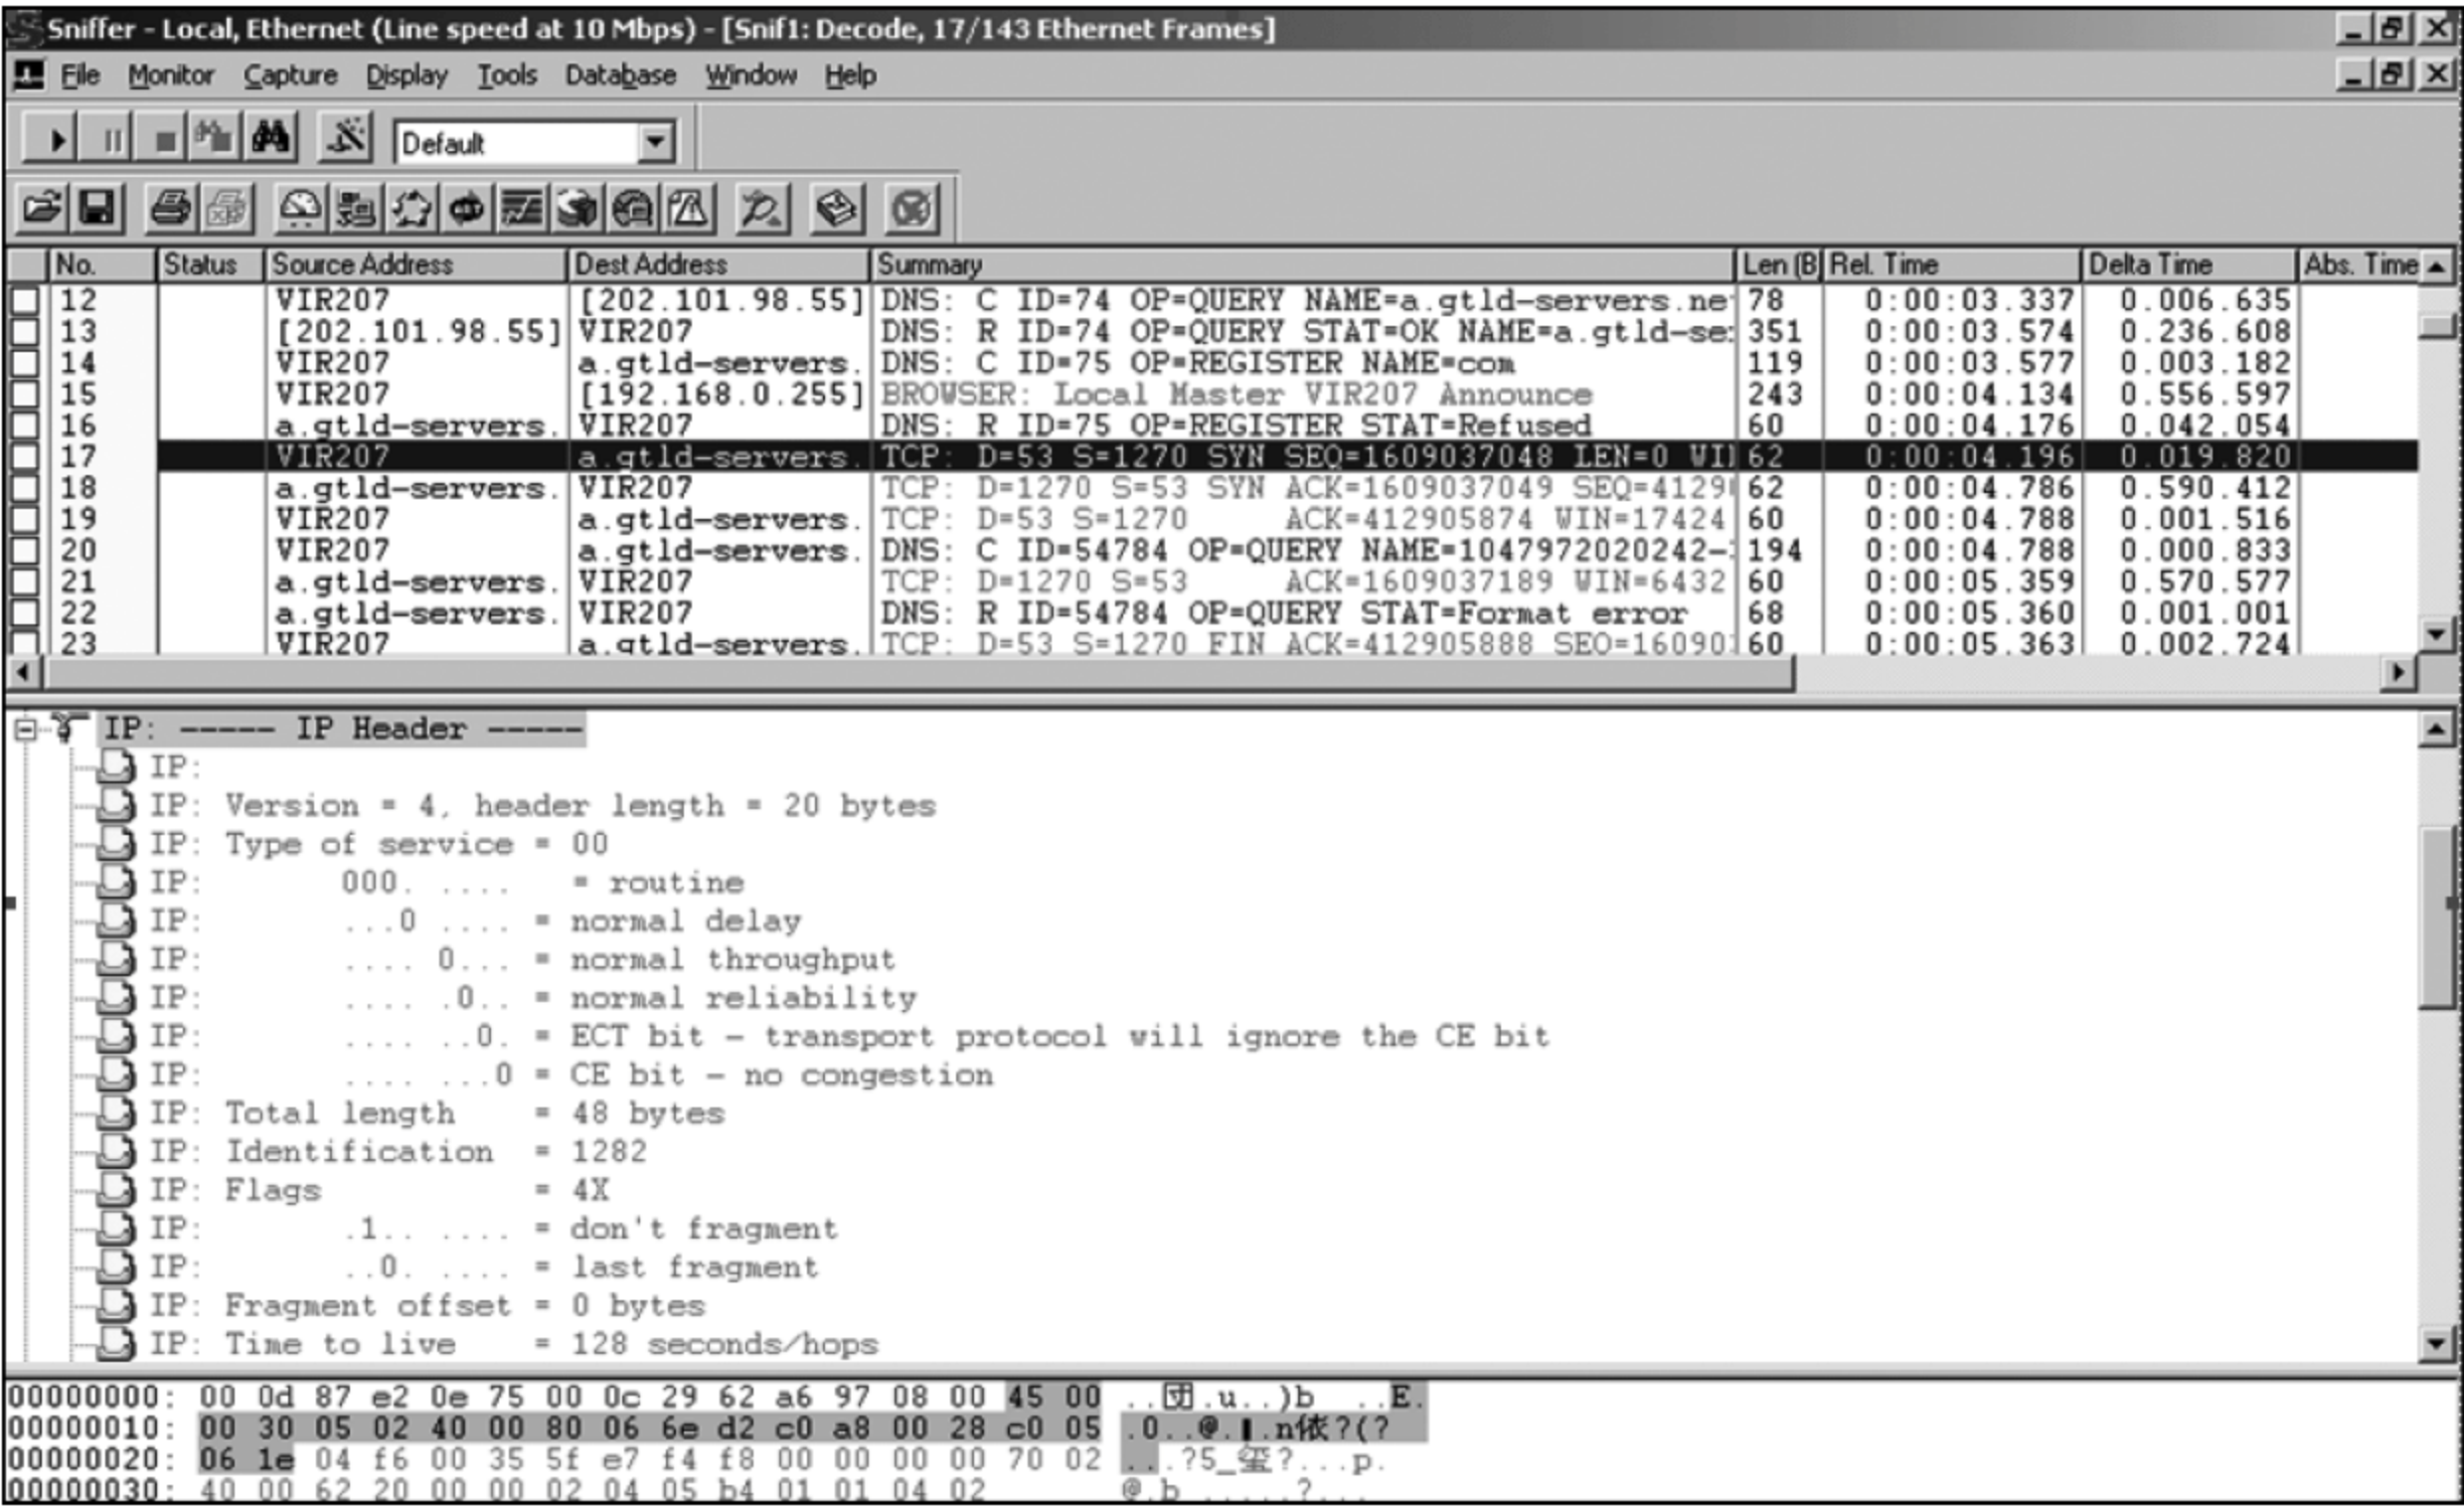 Sniffer - Local, Ethernet (Line speed at 10 Mbps) - [Snif1: Decode, 17/143 Ethernet Frames]
File Monitor Capture Display Tools Database Window Help
Default
No. Status Source Address Dest Address Summary Len (B Rel. Time Delta Time Abs. Time
12 VIR207 [202.101.98.55] DNS: C ID=74 OP=QUERY NAME=a.gtld-servers.ne 78 0:00:03.337 0.006.635
13 [202.101.98.55] VIR207 DNS: R ID=74 OP=QUERY STAT=OK NAME=a.gtld-se 351 0:00:03.574 0.236.608
14 VIR207 a.gtld-servers. DNS: C ID=75 OP=REGISTER NAME=com 119 0:00:03.577 0.003.182
15 VIR207 [192.168.0.255] BROWSER: Local Master VIR207 Announce 243 0:00:04.134 0.556.597
16 a.gtld-servers. VIR207 DNS: R ID=75 OP=REGISTER STAT=Refused 60 0:00:04.176 0.042.054
17 VIR207 a.gtld-servers. TCP: D=53 S=1270 SYN SEQ=1609037048 LEN=0 WI 62 0:00:04.196 0.019.820
18 a.gtld-servers. VIR207 TCP: D=1270 S=53 SYN ACK=1609037049 SEQ=4129 62 0:00:04.786 0.590.412
19 VIR207 a.gtld-servers. TCP: D=53 S=1270 ACK=412905874 WIN=17424 60 0:00:04.788 0.001.516
20 VIR207 a.gtld-servers. DNS: C ID=54784 OP=QUERY NAME=1047972020242- 194 0:00:04.788 0.000.833
21 a.gtld-servers. VIR207 TCP: D=1270 S=53 ACK=1609037189 WIN=6432 60 0:00:05.359 0.570.577
22 a.gtld-servers. VIR207 DNS: R ID=54784 OP=QUERY STAT=Format error 68 0:00:05.360 0.001.001
23 VIR207 a.gtld-servers. TCP: D=53 S=1270 FIN ACK=412905888 SEQ=16090 60 0:00:05.363 0.002.724
IP: ----- IP Header -----
IP:
IP: Version = 4, header length = 20 bytes
IP: Type of service = 00
IP: 000. .... = routine
IP: ...0 .... = normal delay
IP: .... 0... = normal throughput
IP: .... .0.. = normal reliability
IP: .... ..0. = ECT bit - transport protocol will ignore the CE bit
IP: .... ...0 = CE bit - no congestion
IP: Total length = 48 bytes
IP: Identification = 1282
IP: Flags = 4X
IP: .1.. .... = don't fragment
IP: ..0. .... = last fragment
IP: Fragment offset = 0 bytes
IP: Time to live = 128 seconds/hops
00000000: 00 0d 87 e2 0e 75 00 0c 29 62 a6 97 08 00 45 00 .u..)b ..E.
00000010: 00 30 05 02 40 00 80 06 6e d2 c0 a8 00 28 c0 05 .0..@. .n依?(?
00000020: 06 1e 04 f6 00 35 5f e7 f4 f8 00 00 00 00 70 02 ...?5_玺?...p.
00000030: 40 00 62 20 00 00 02 04 05 b4 01 01 04 02 @.b .....?...